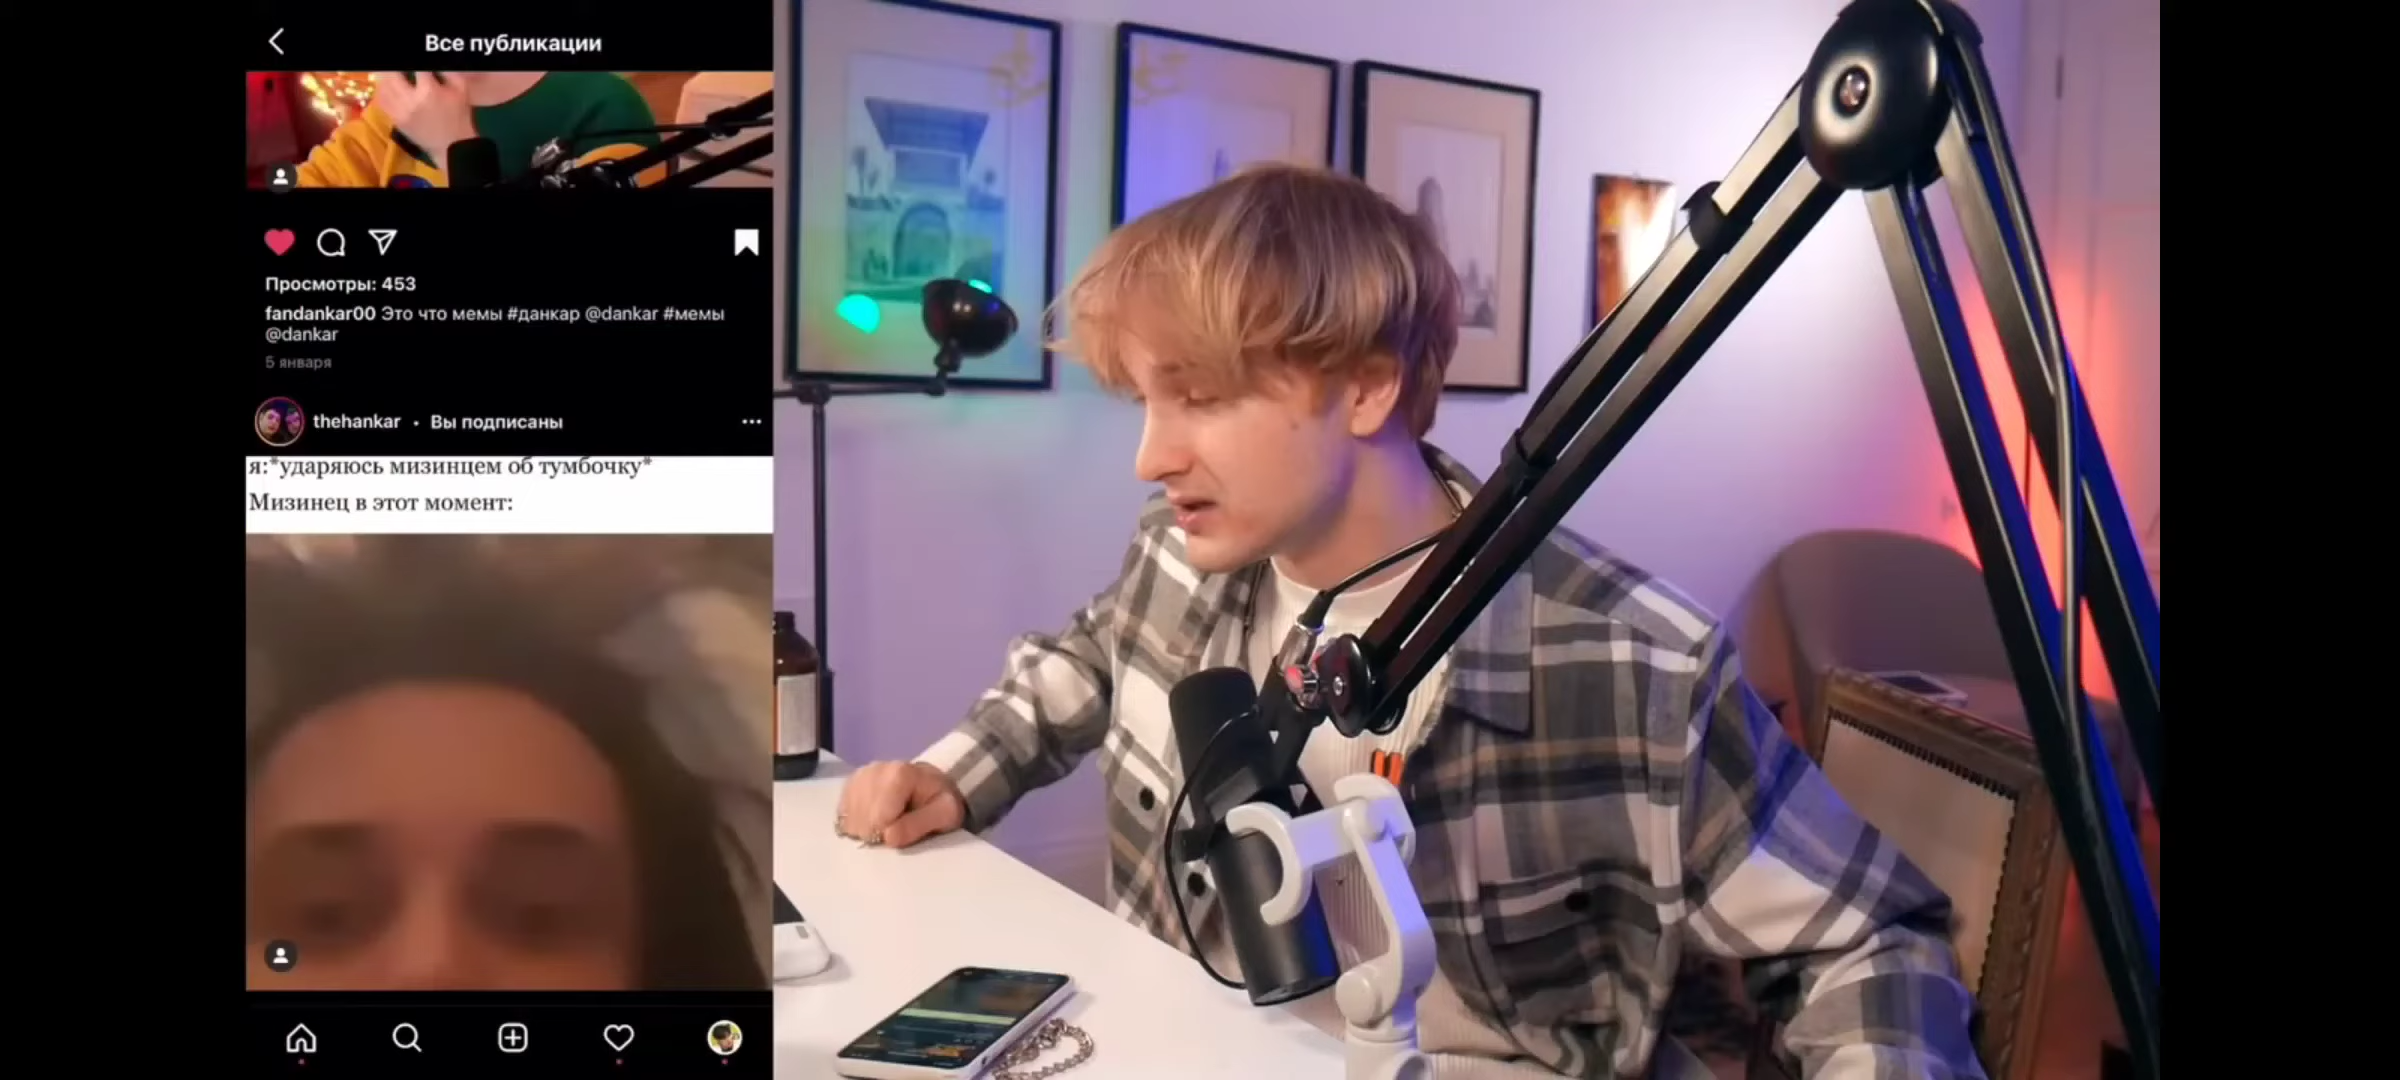 Все публикации
Просмотры: 453
fandankar00 Это что мемы #данкар @dankar #мемы
@dankar
5 января
thehankar • Вы подписаны
я:*ударяюсь мизинцем об тумбочку*
Мизинец в этот момент: